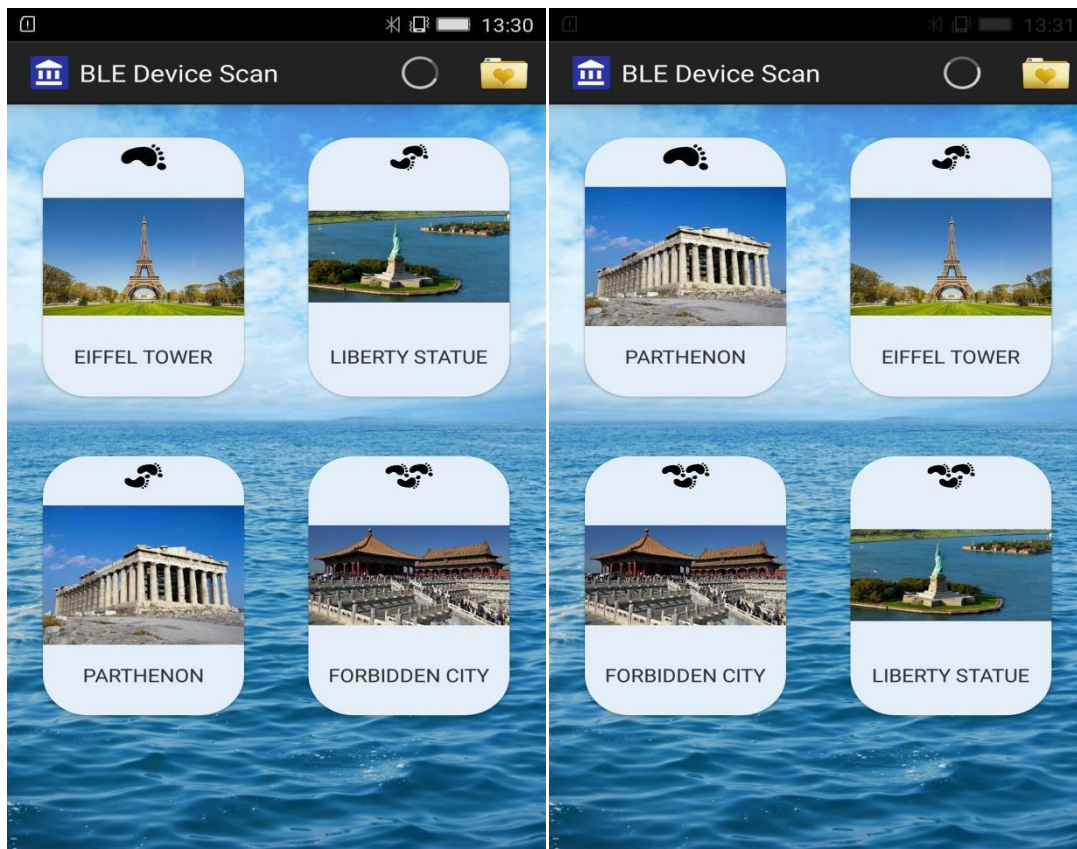 13:30
BLE Device Scan
EIFFEL TOWER
LIBERTY STATUE
PARTHENON
FORBIDDEN CITY
13:31
BLE Device Scan
PARTHENON
EIFFEL TOWER
FORBIDDEN CITY
LIBERTY STATUE